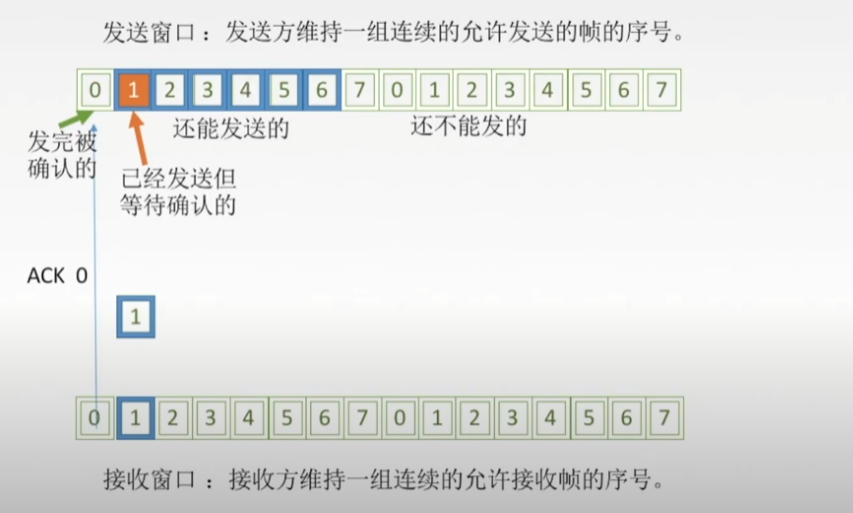 发送窗口：发送方维持一组连续的允许发送的帧的序号。
0 1 2 3 4 5 6 7 0 1 2 3 4 5 6 7
还能发送的 还不能发的
发完被
确认的
已经发送但
等待确认的
ACK 0
1
0 1 2 3 4 5 6 7 0 1 2 3 4 5 6 7
接收窗口：接收方维持一组连续的允许接收帧的序号。